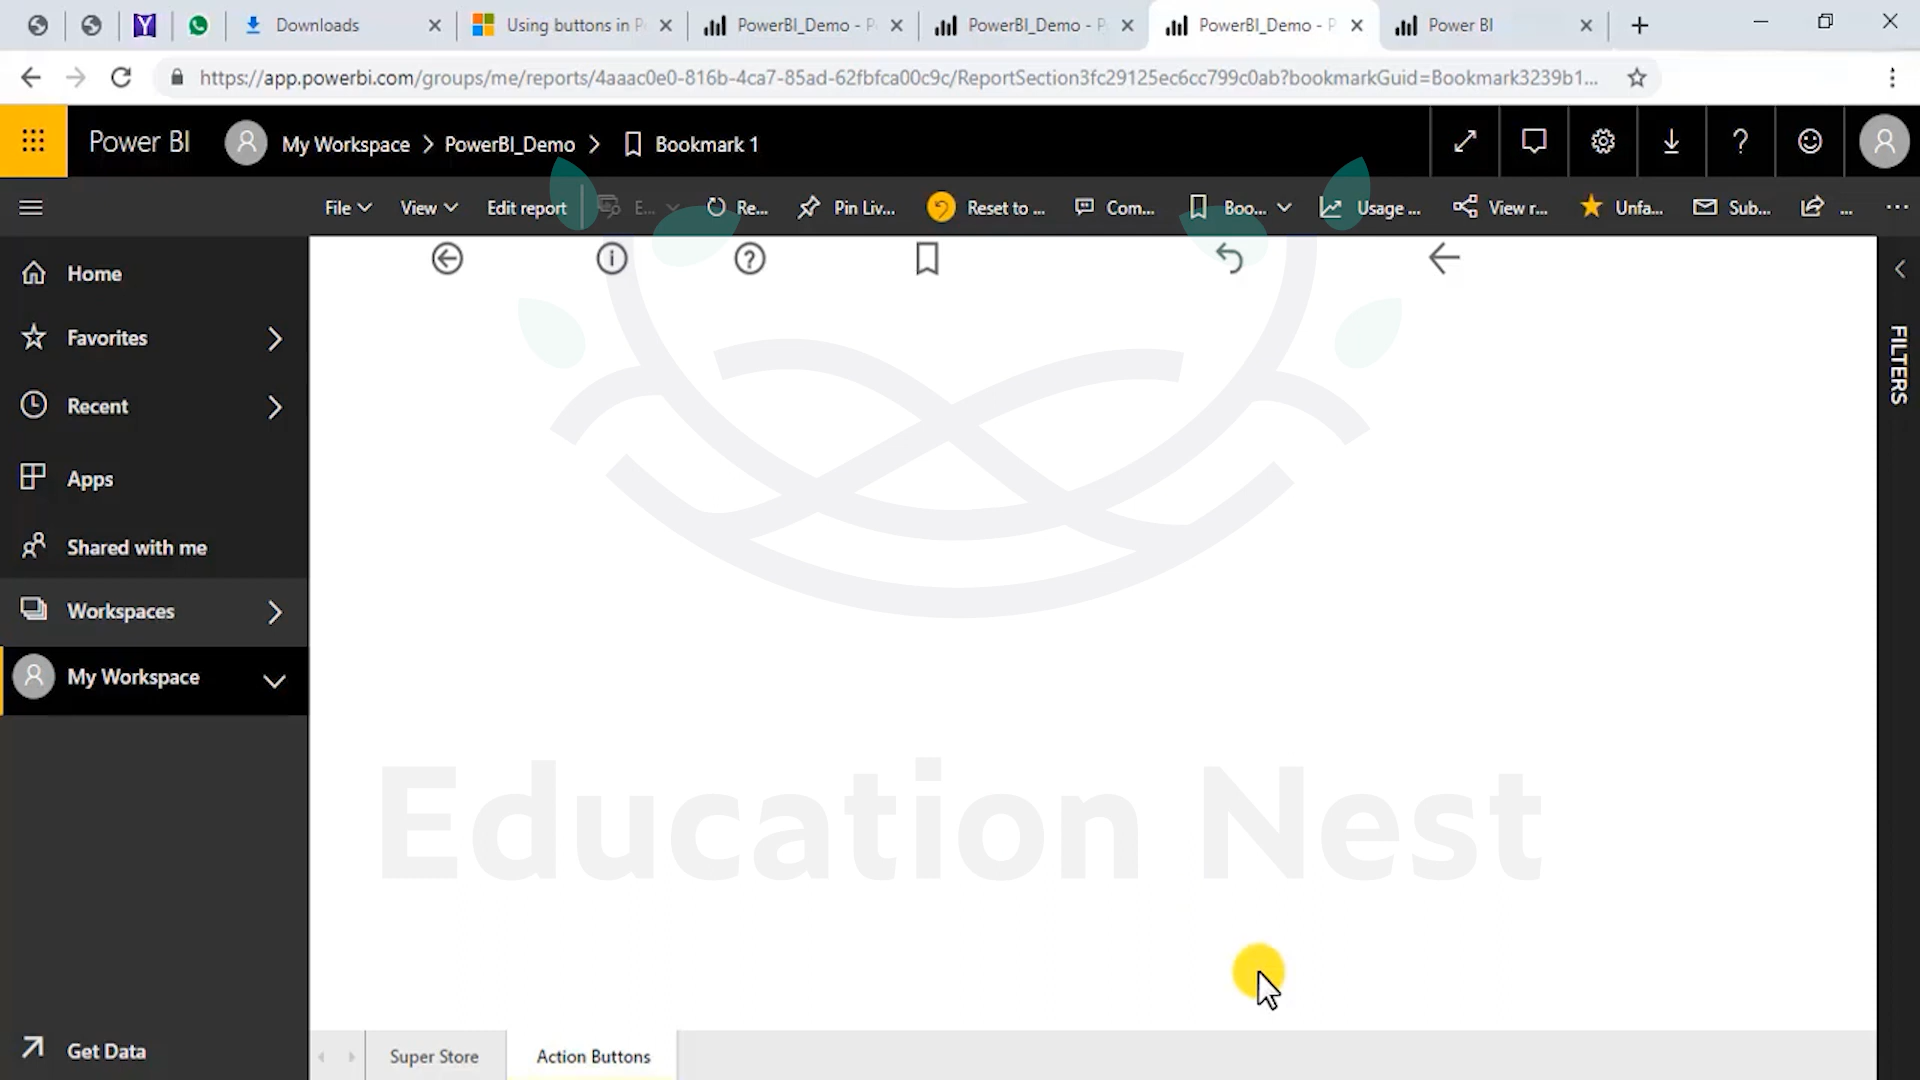 Downloads
Using buttons in P
PowerBI_Demo - P
PowerBI_Demo - P
PowerBI_Demo - P
Power BI
https://app.powerbi.com/groups/me/reports/4aaac0e0-816b-4ca7-85ad-62fbfca00c9c/ReportSection3fc29125ec6cc799c0ab?bookmarkGuid=Bookmark3239b1...
Power BI
My Workspace
PowerBI_Demo
Bookmark 1
File
View
Edit report
E...
Re...
Pin Liv...
Reset to ...
Com...
Boo...
Usage ...
View r...
Unfa...
Sub...
...
Home
Favorites
Recent
Apps
Shared with me
Workspaces
My Workspace
Get Data
FILTERS
Education Nest
Super Store
Action Buttons